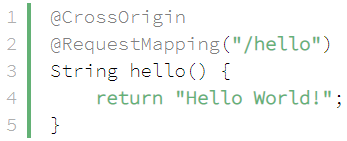 1 @CrossOrigin
2 @RequestMapping("/hello")
3 String hello() {
4     return "Hello World!";
5 }